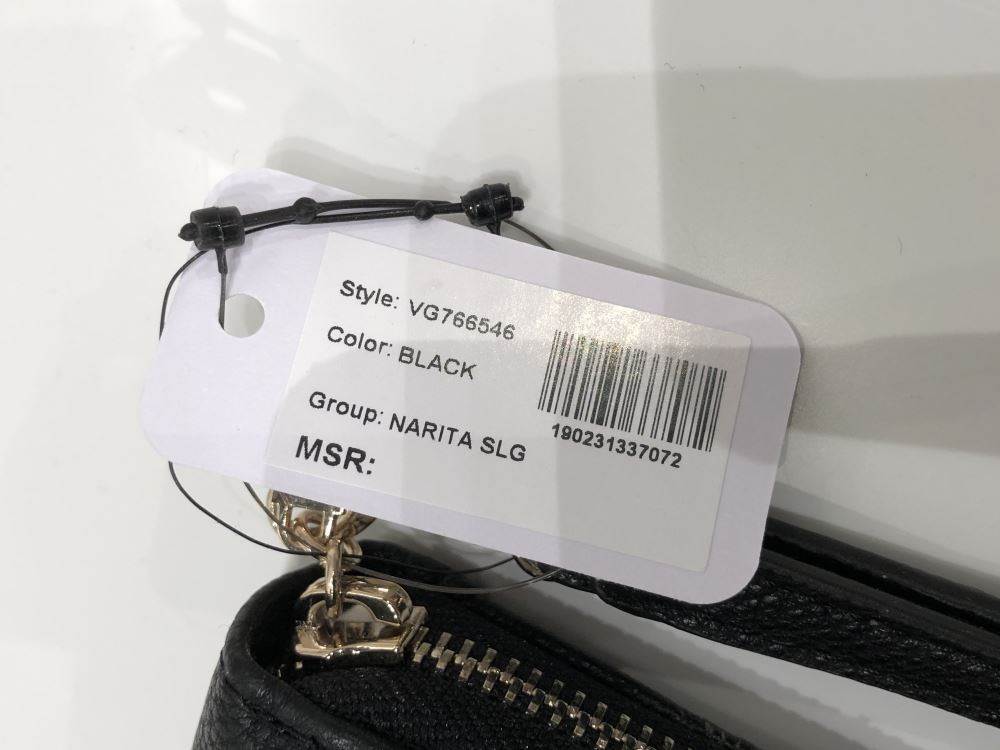 Style: VG766546
Color: BLACK
Group: NARITA SLG
MSR:
190231337072